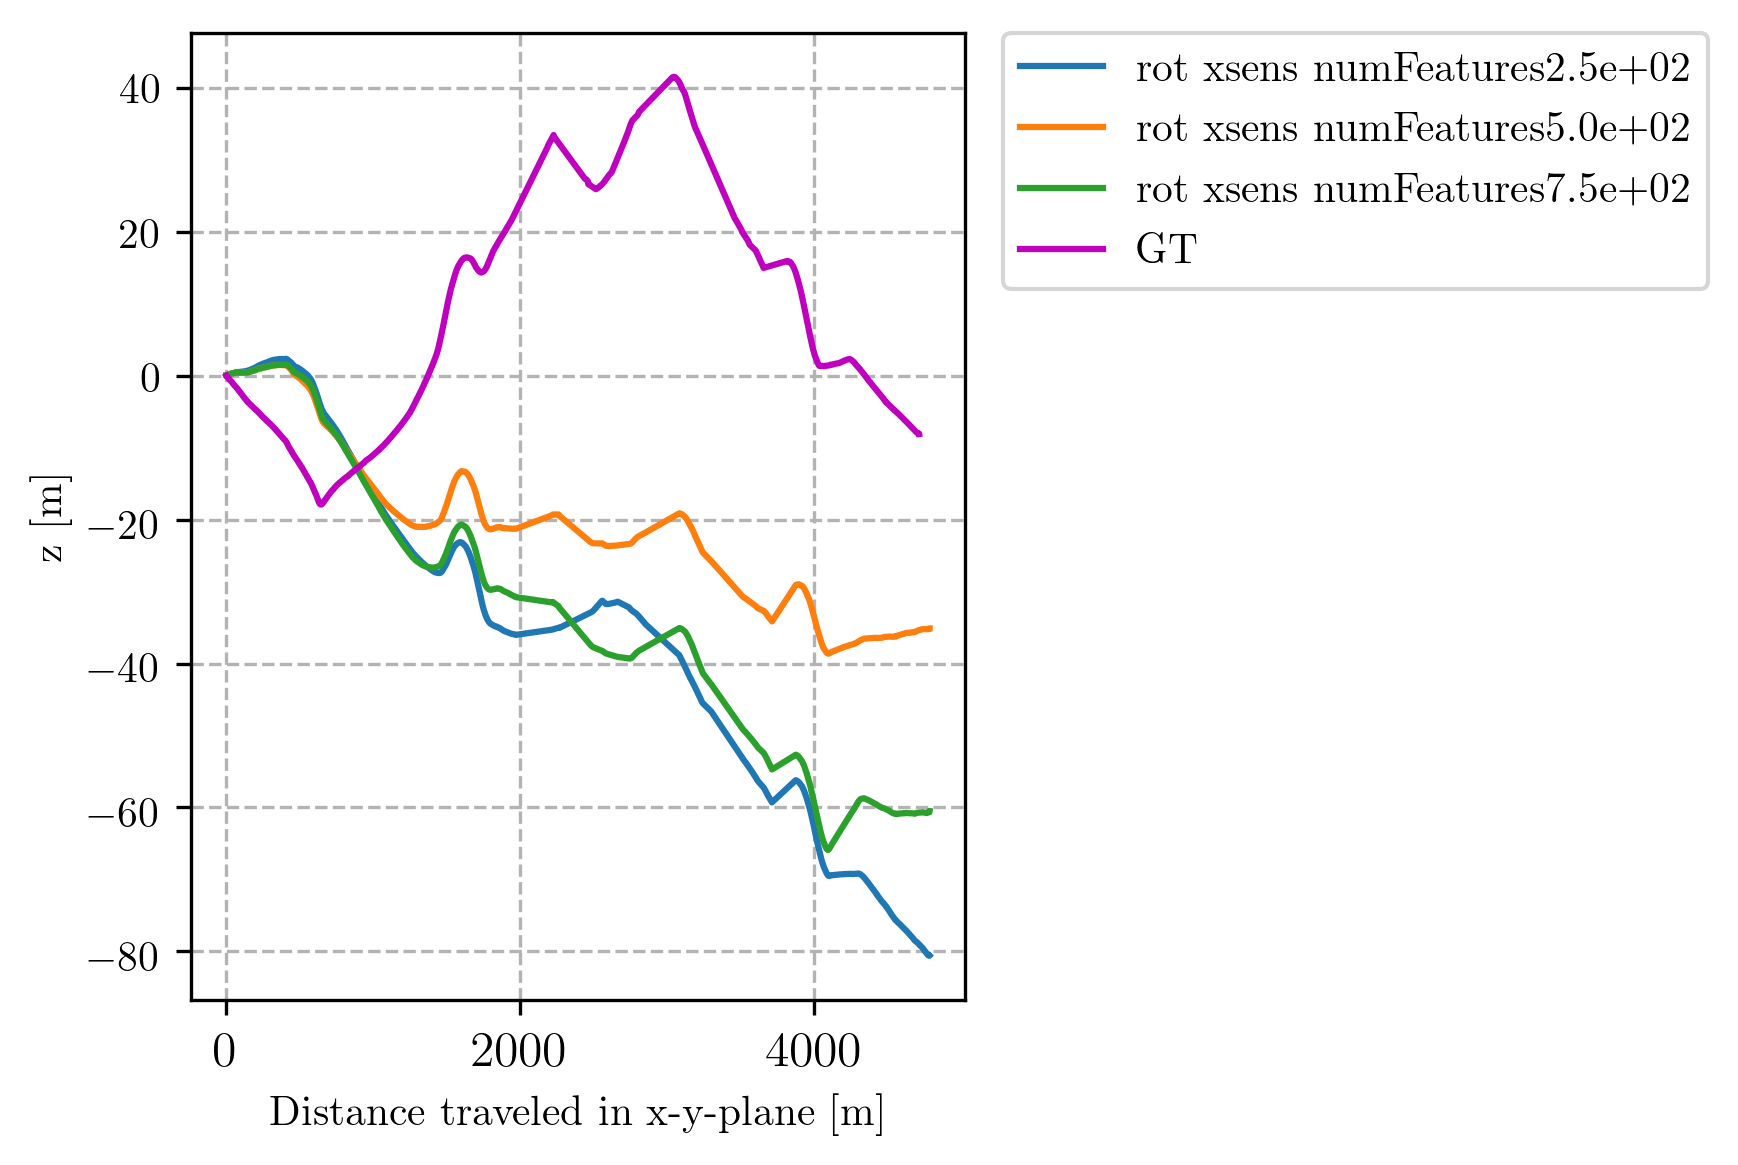 40
20
0
−20
−40
−60
−80
z [m]
0 2000 4000
Distance traveled in x-y-plane [m]
rot xsens numFeatures2.5e+02
rot xsens numFeatures5.0e+02
rot xsens numFeatures7.5e+02
GT